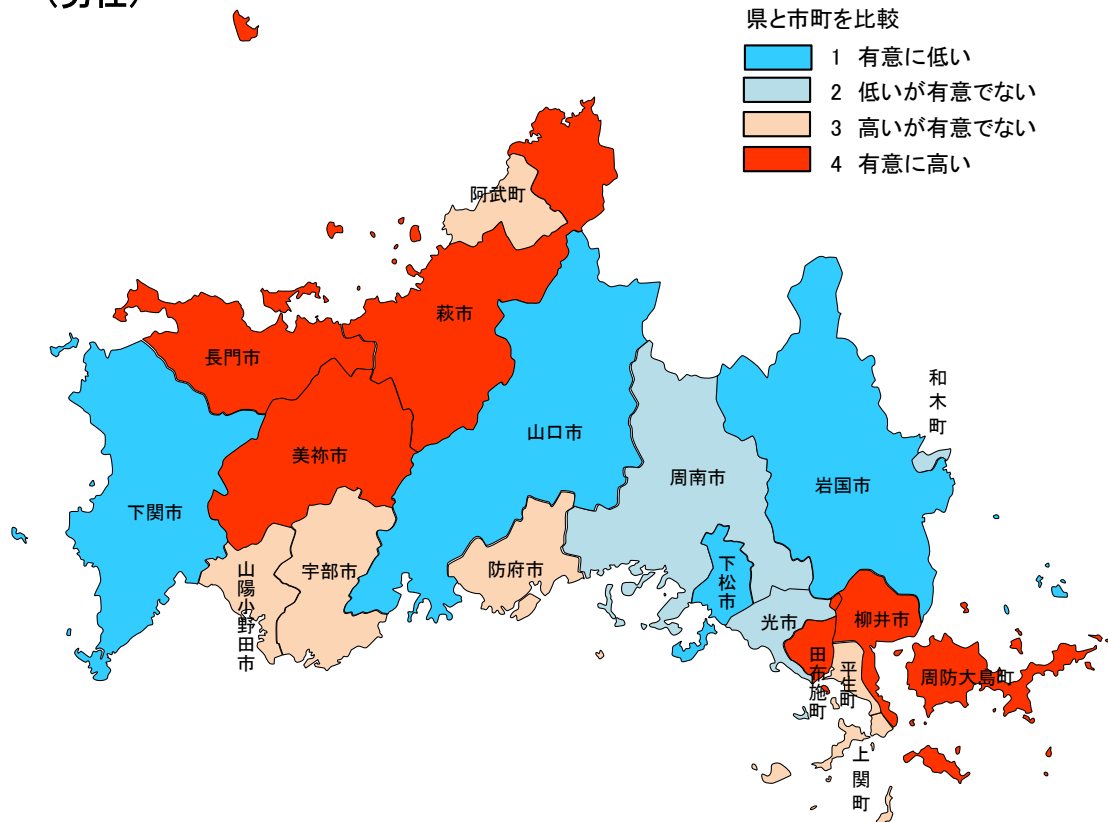 （男性）
県と市町を比較
1 有意に低い
2 低いが有意でない
3 高いが有意でない
4 有意に高い
阿武町
萩市
長門市
和木町
山口市
美祢市
周南市
岩国市
下関市
宇部市
防府市
山陽小野田市
下松市
光市
柳井市
田布施町
平生町
周防大島町
上関町